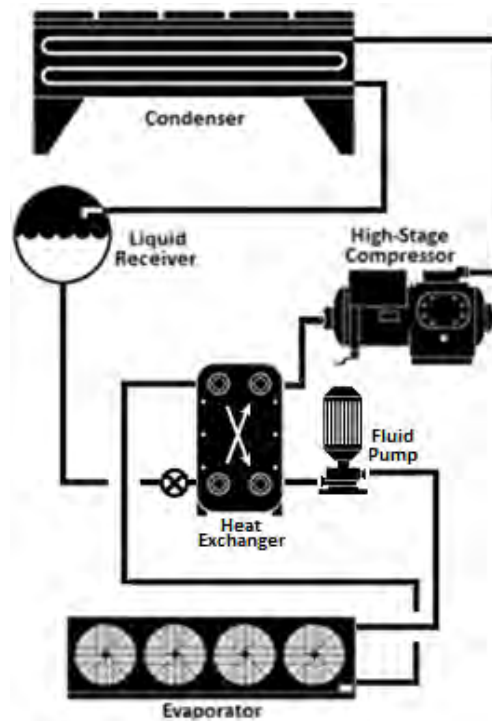 Condenser
Liquid
Receiver
High-Stage
Compressor
Fluid
Pump
Heat
Exchanger
Evaporator